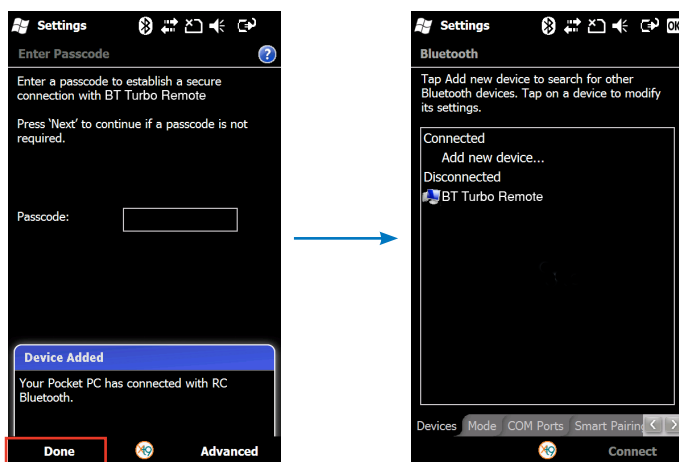 Settings
Enter Passcode
?
Enter a passcode to establish a secure
connection with BT Turbo Remote
Press ‘Next’ to continue if a passcode is not
required.
Passcode:
Device Added
Your Pocket PC has connected with RC
Bluetooth.
Done
Advanced
Settings
OK
Bluetooth
Tap Add new device to search for other
Bluetooth devices. Tap on a device to modify
its settings.
Connected
Add new device...
Disconnected
BT Turbo Remote
Devices Mode COM Ports Smart Pairing
Connect